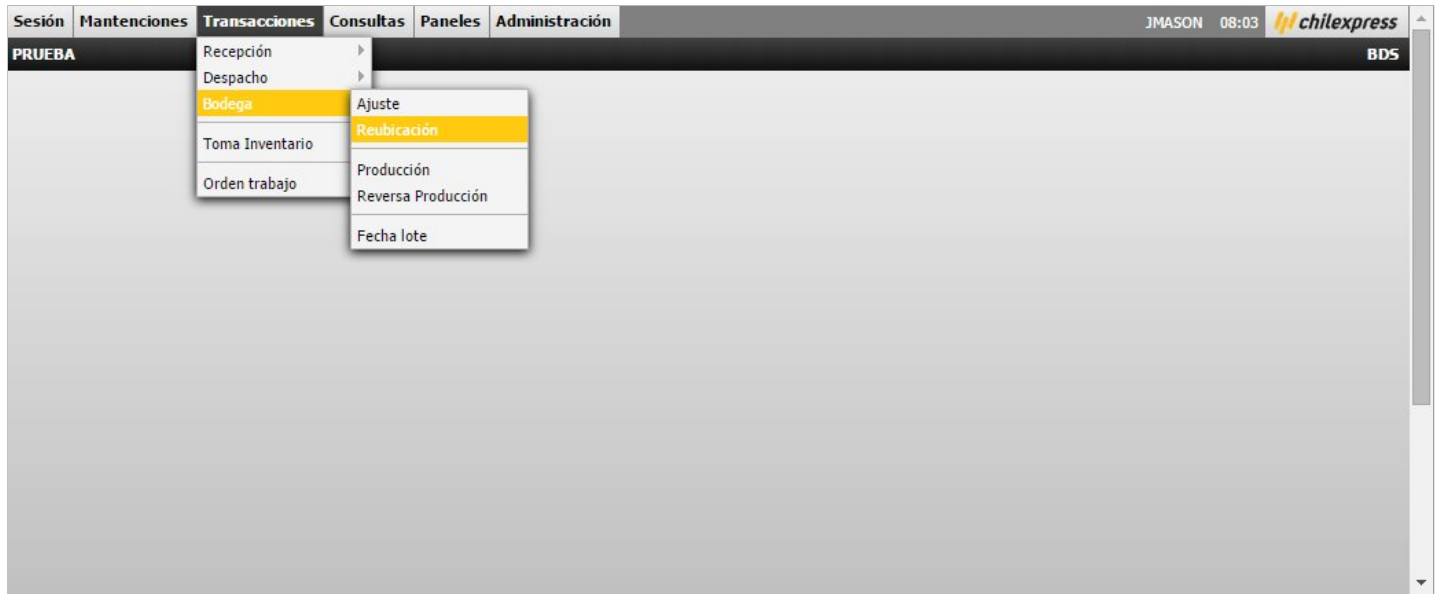 Sesión Mantenciones Transacciones Consultas Paneles Administración JMASON 08:03 chilexpress
PRUEBA BDS
Recepción
Despacho
Bodega
Toma Inventario
Orden trabajo
Ajuste
Reubicación
Producción
Reversa Producción
Fecha lote